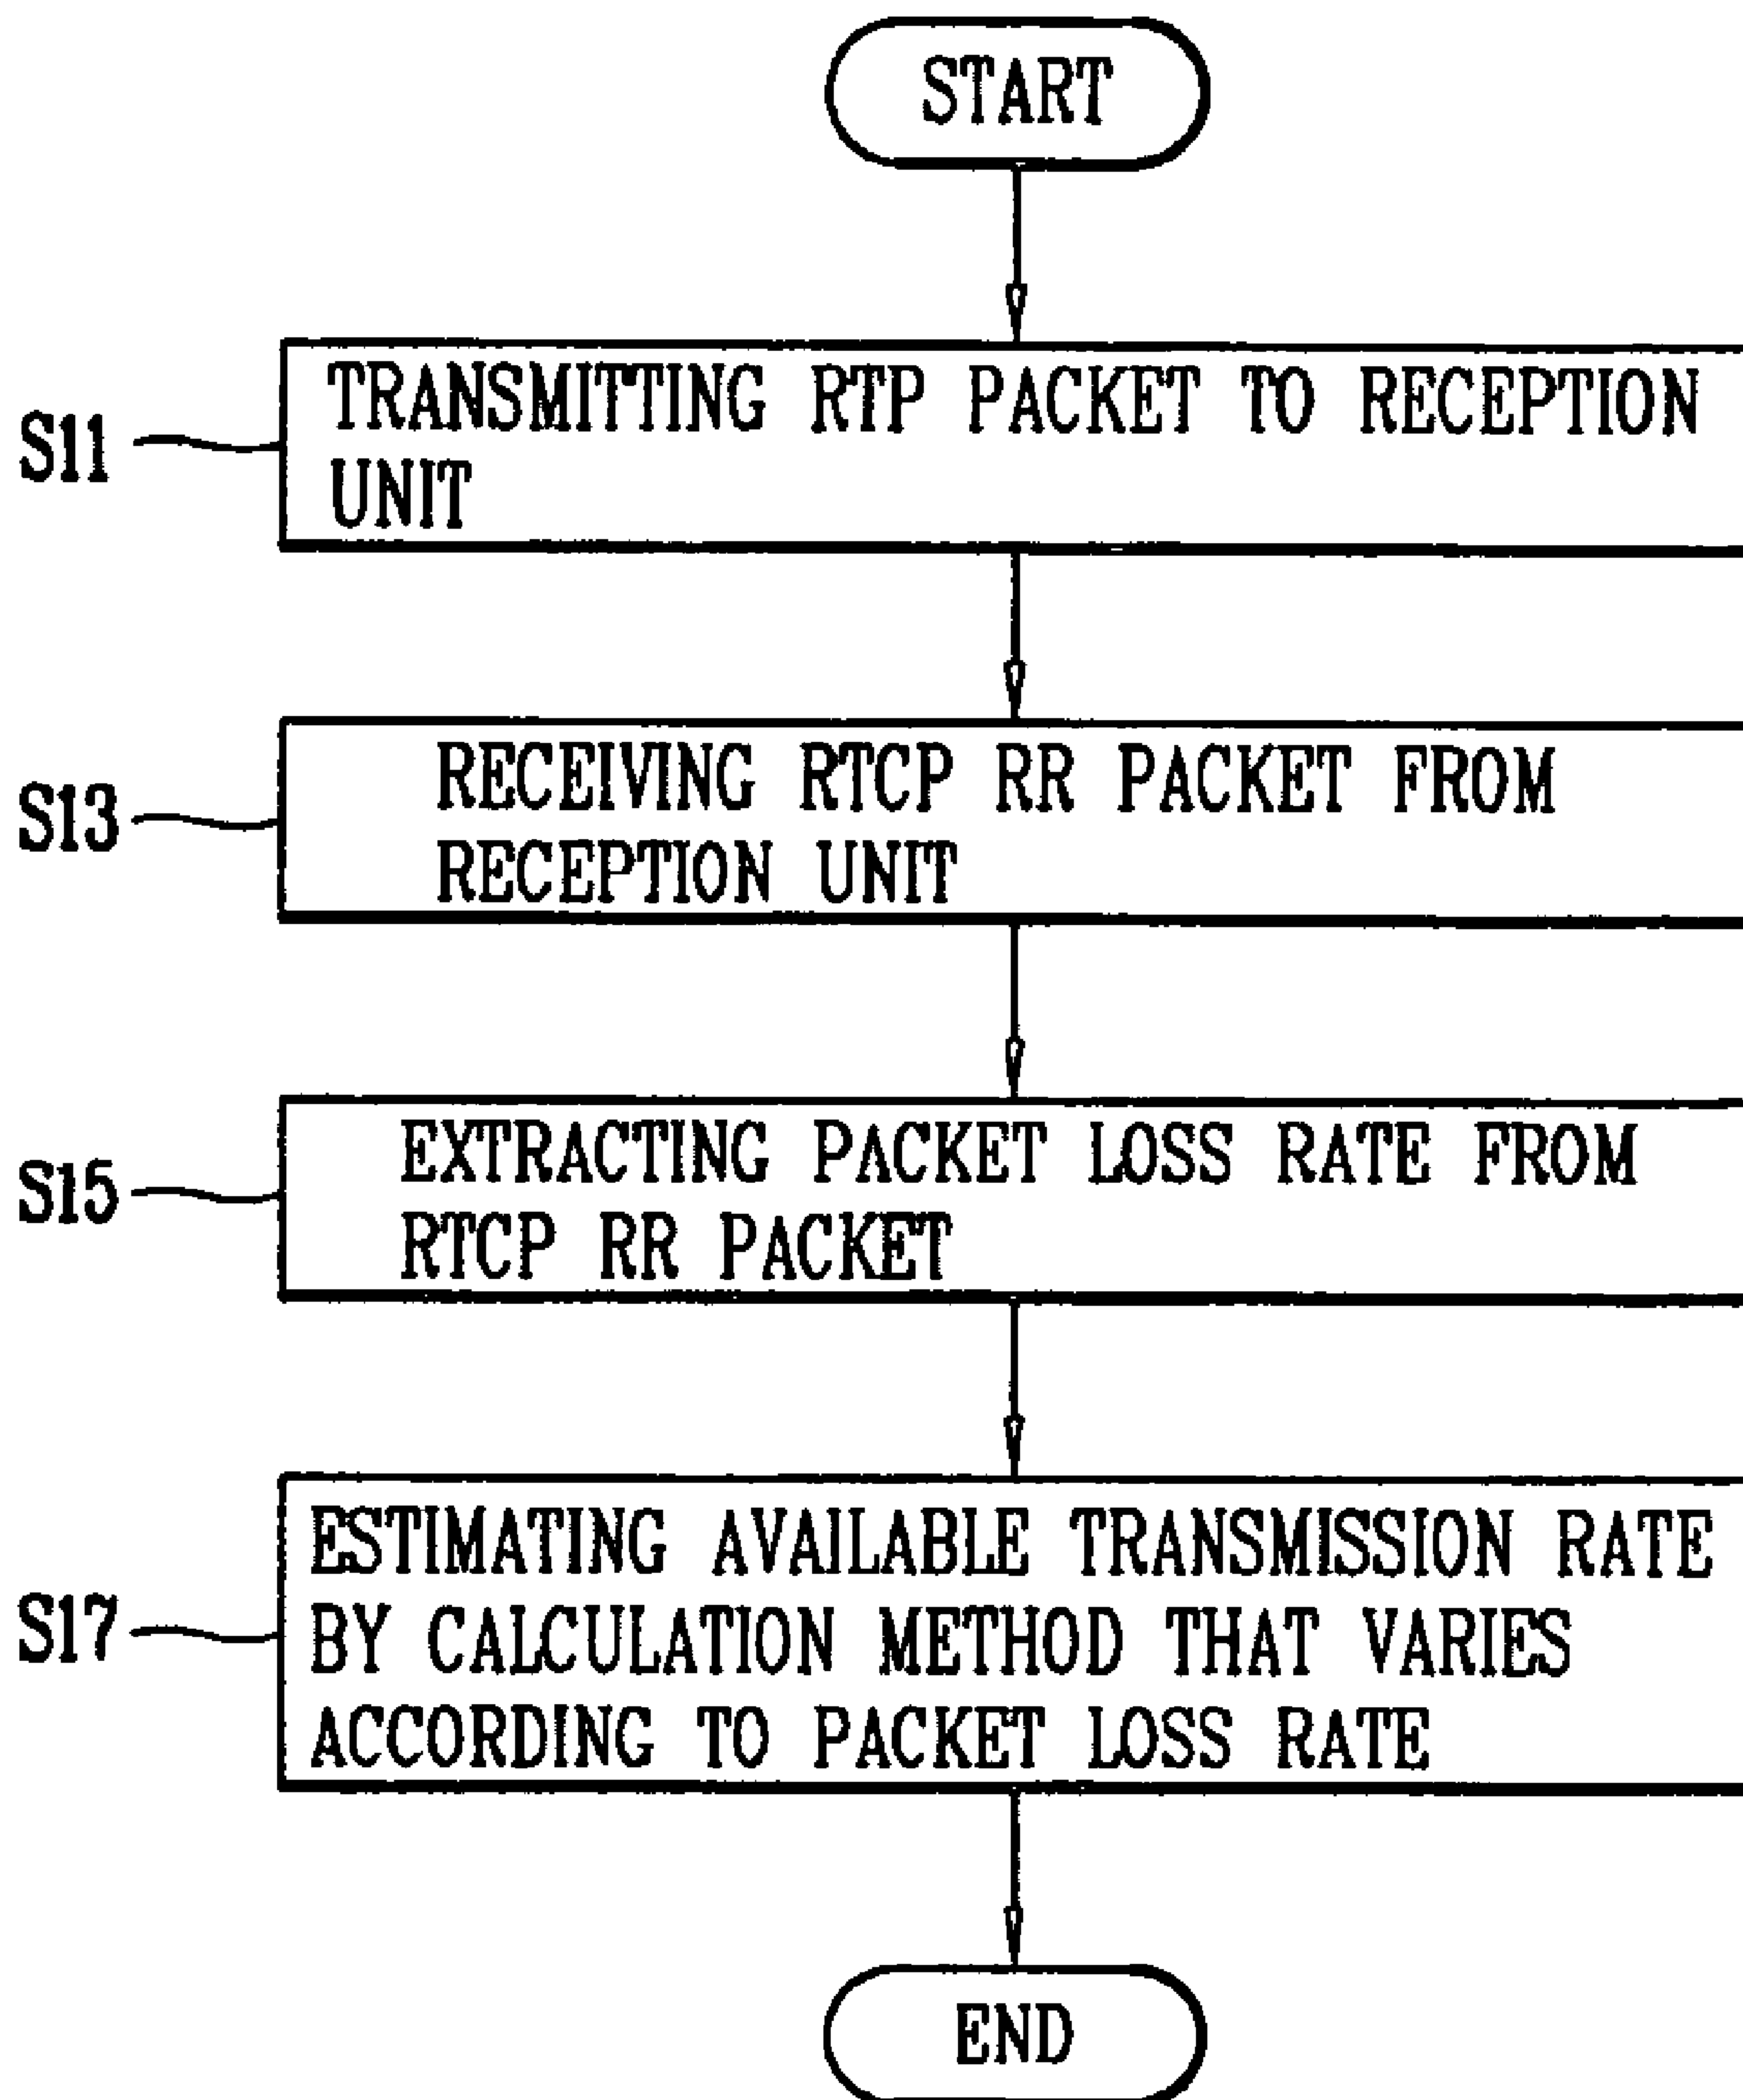 START
S11
TRANSMITTING RTP PACKET TO RECEPTION
UNIT
S13
RECEIVING RTCP RR PACKET FROM
RECEPTION UNIT
S15
EXTRACTING PACKET LOSS RATE FROM
RTCP RR PACKET
S17
ESTIMATING AVAILABLE TRANSMISSION RATE
BY CALCULATION METHOD THAT VARIES
ACCORDING TO PACKET LOSS RATE
END